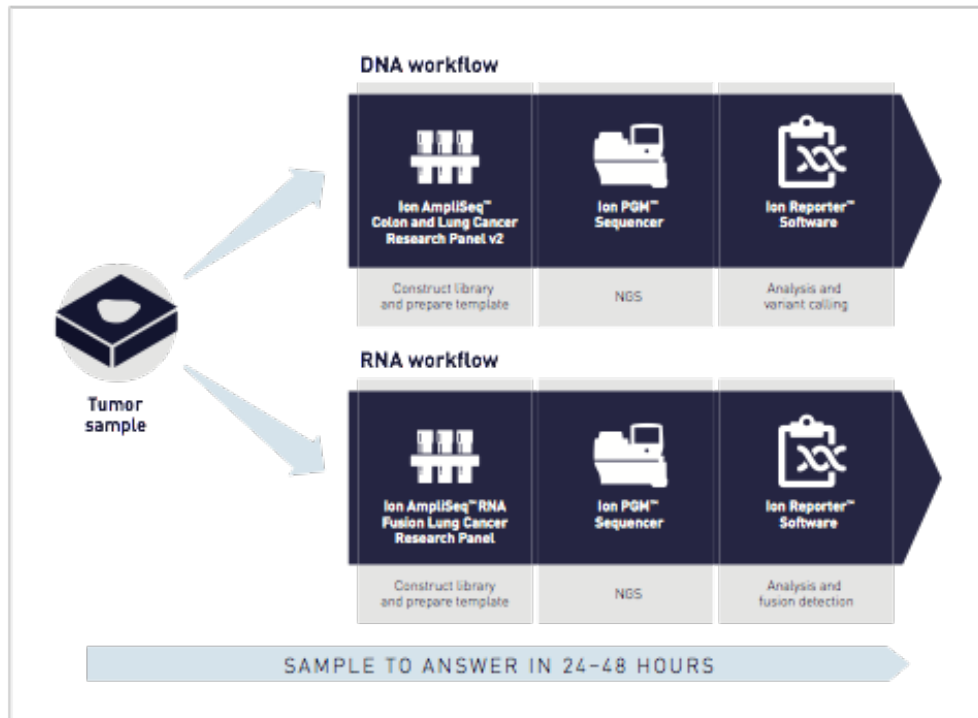 DNA workflow
Ion AmpliSeq™
Colon and Lung Cancer
Research Panel v2
Ion PGM™
Sequencer
Ion Reporter™
Software
Construct library
and prepare template
NGS
Analysis and
variant calling
Tumor
sample
RNA workflow
Ion AmpliSeq™ RNA
Fusion Lung Cancer
Research Panel
Ion PGM™
Sequencer
Ion Reporter™
Software
Construct library
and prepare template
NGS
Analysis and
fusion detection
SAMPLE TO ANSWER IN 24–48 HOURS